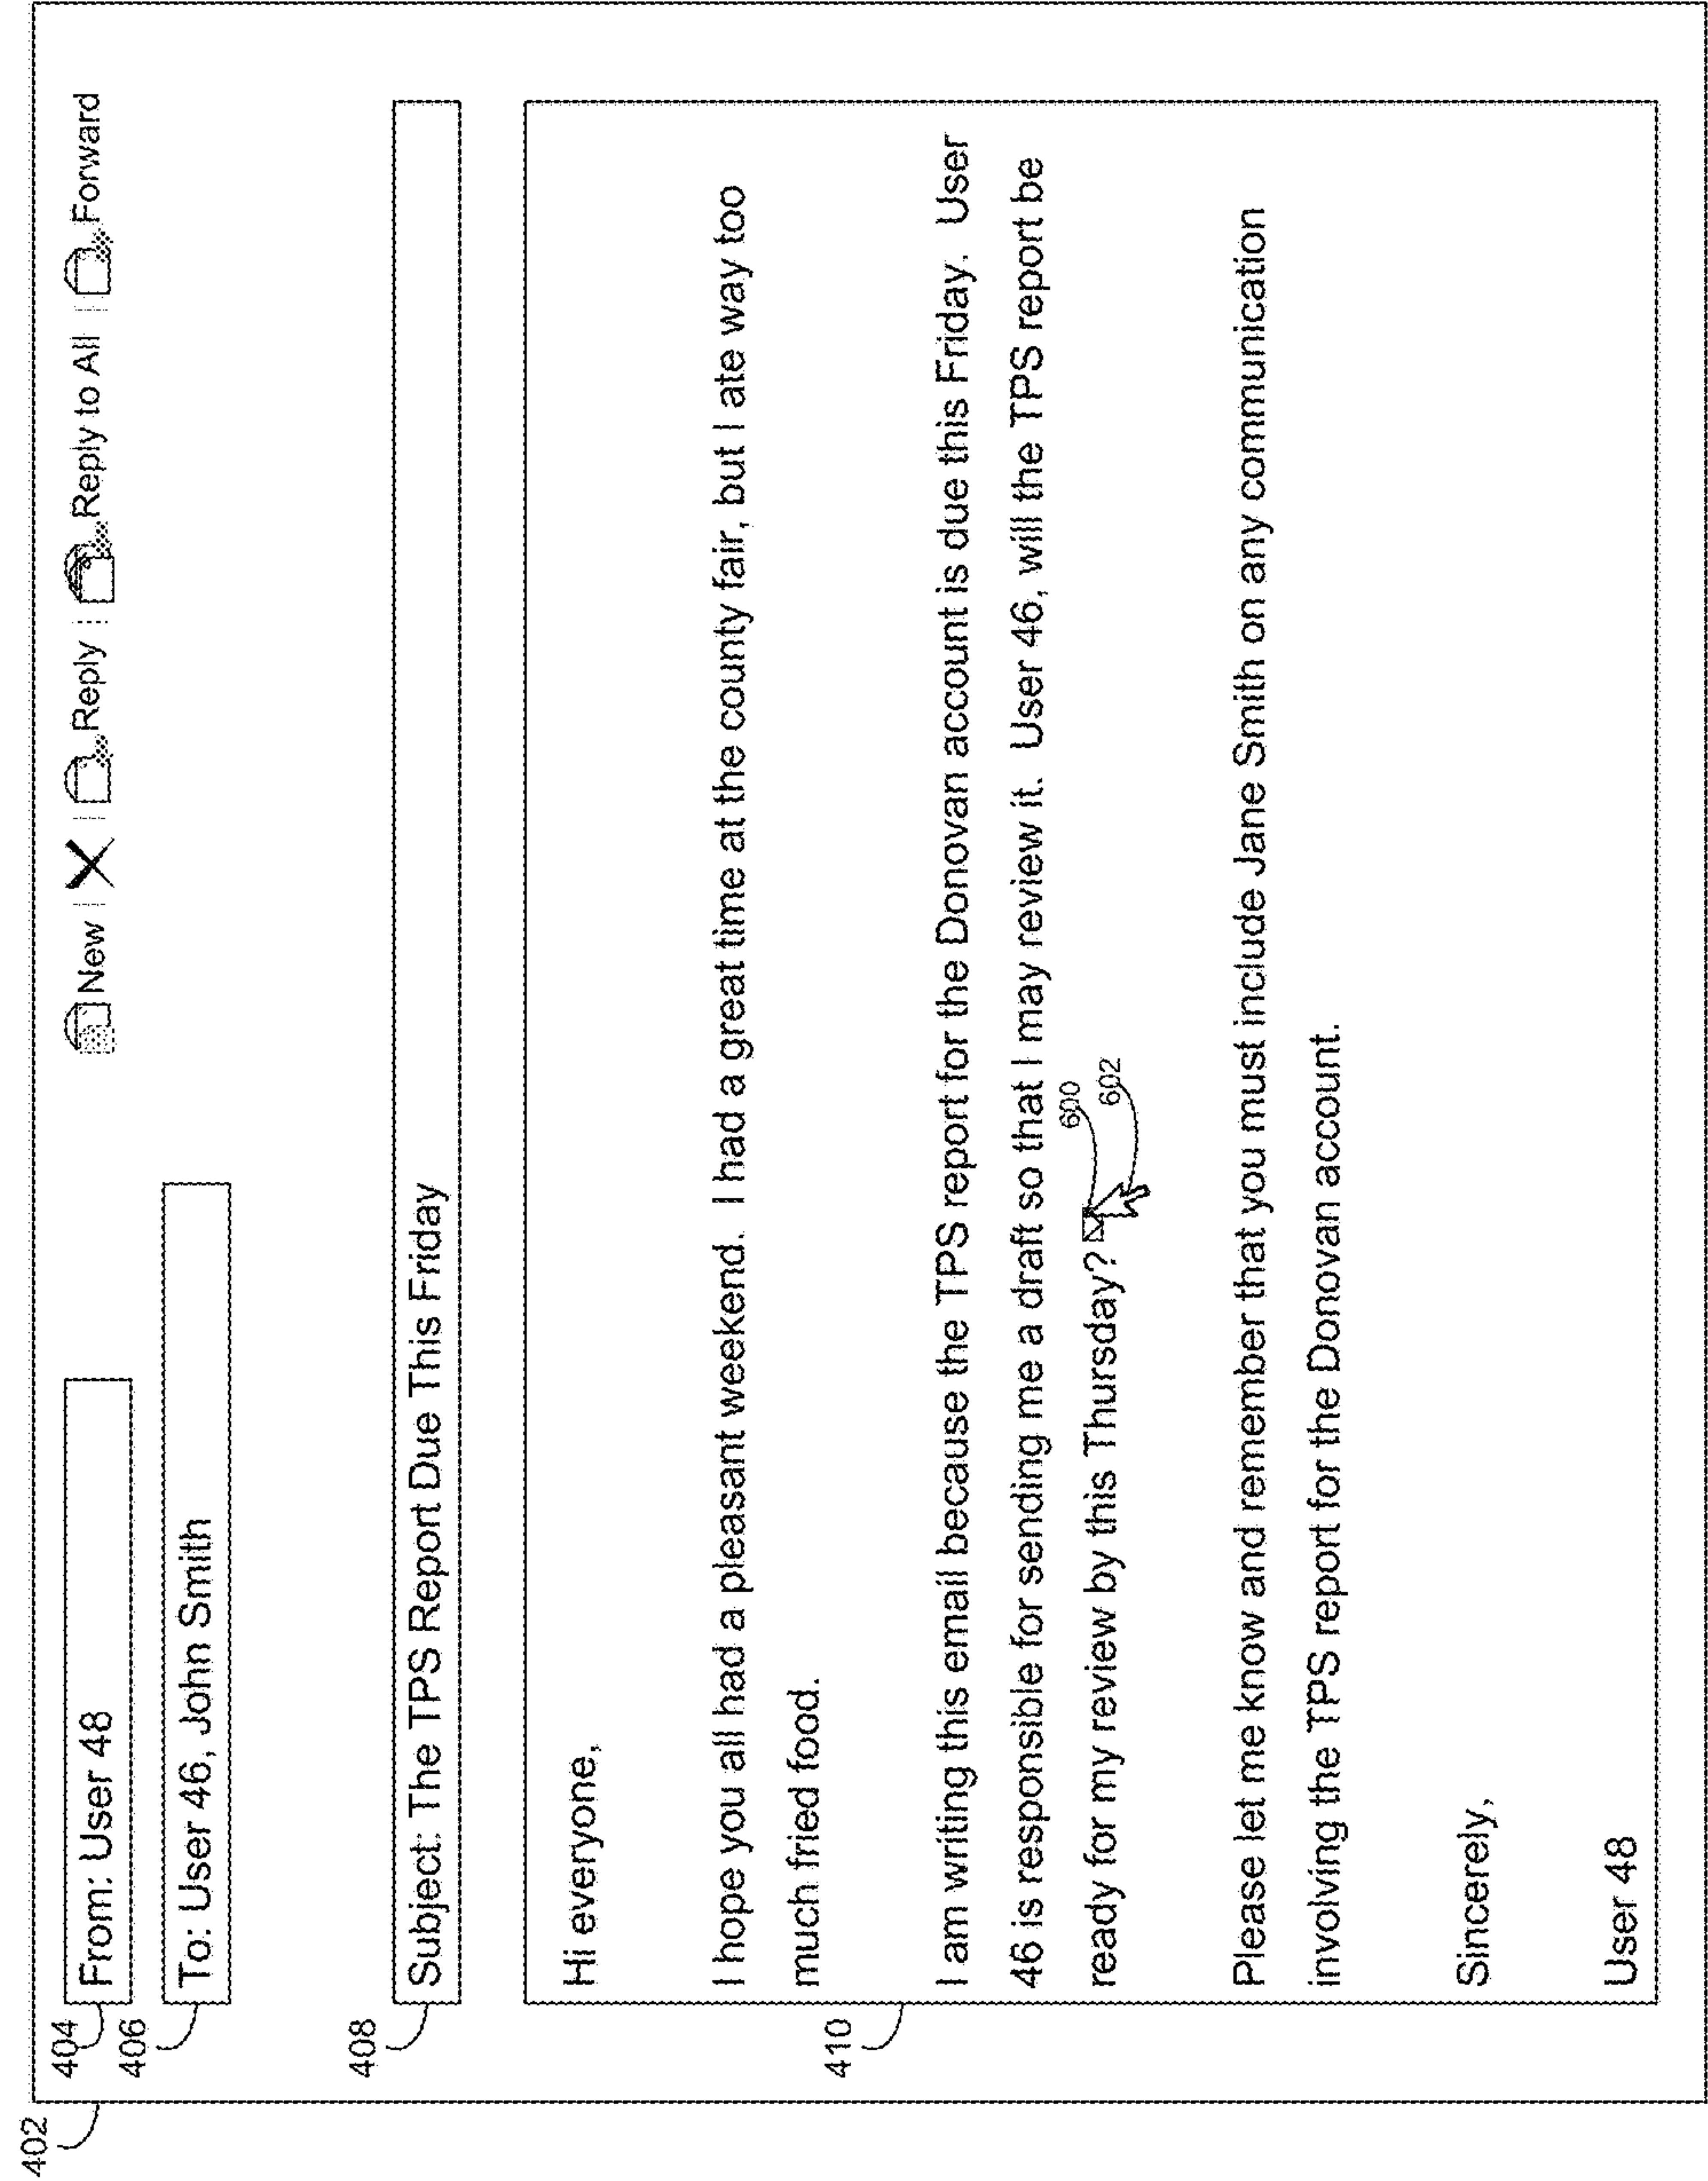 402
404
From: User 48
New
Reply
Reply to All
Forward
406
To: User 46, John Smith
408
Subject: The TPS Report Due This Friday
410
Hi everyone,
I hope you all had a pleasant weekend. I had a great time at the county fair, but I ate way too
much fried food.
I am writing this email because the TPS report for the Donovan account is due this Friday. User
46 is responsible for sending me a draft so that I may review it. User 46, will the TPS report be
ready for my review by this Thursday?
600
602
Please let me know and remember that you must include Jane Smith on any communication
involving the TPS report for the Donovan account.
Sincerely,
User 48